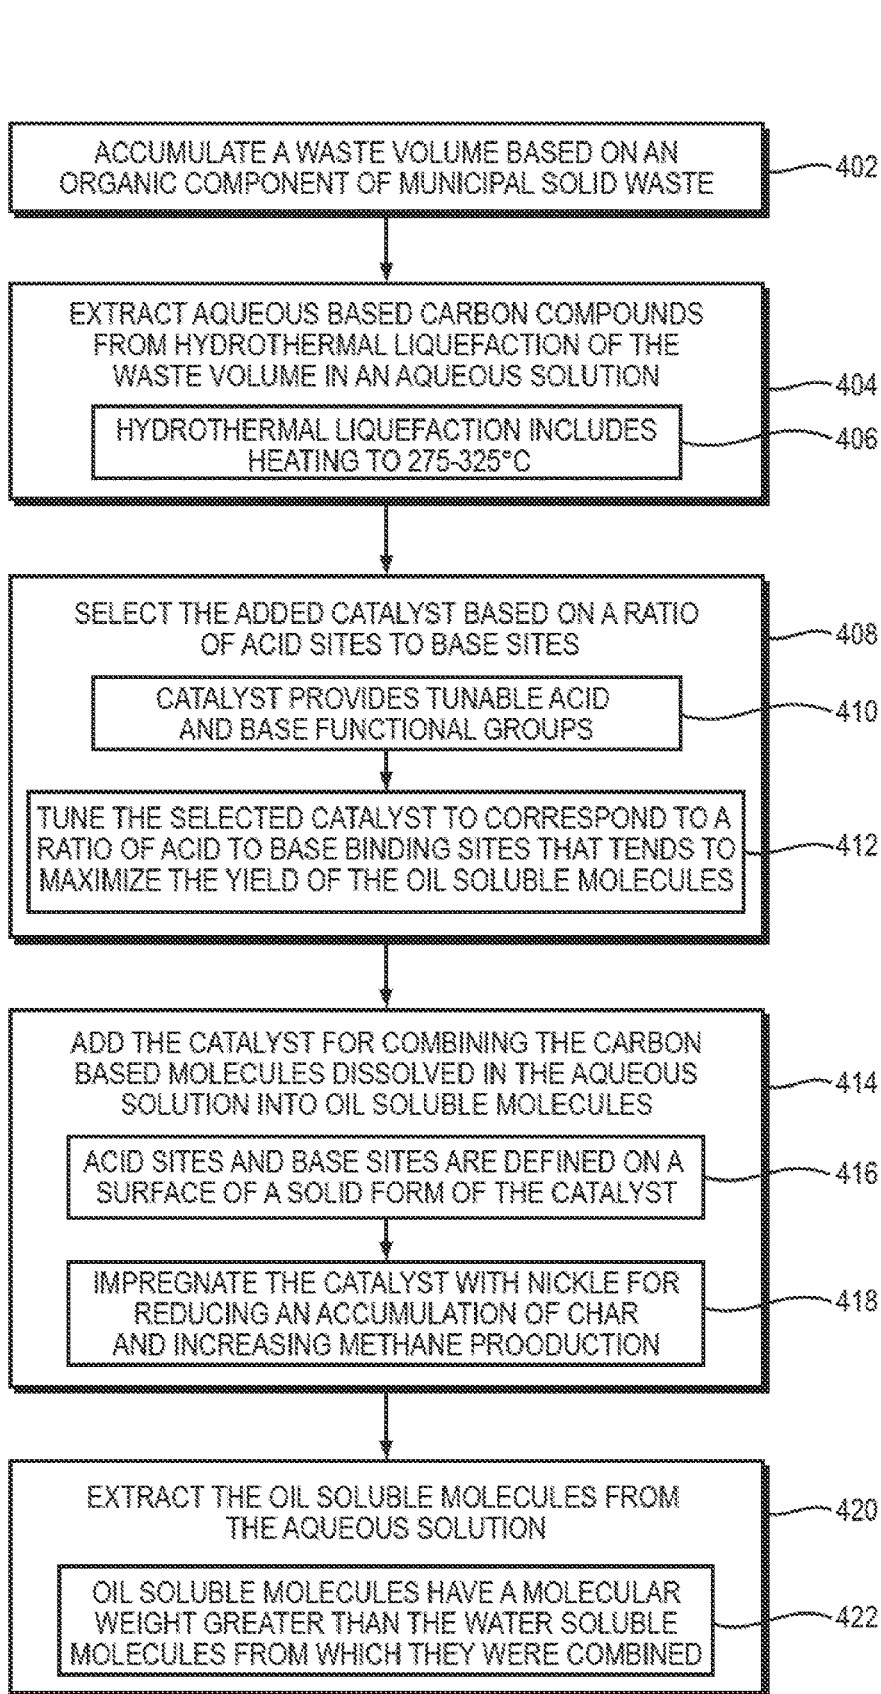 ACCUMULATE A WASTE VOLUME BASED ON AN
ORGANIC COMPONENT OF MUNICIPAL SOLID WASTE
402
EXTRACT AQUEOUS BASED CARBON COMPOUNDS
FROM HYDROTHERMAL LIQUEFACTION OF THE
WASTE VOLUME IN AN AQUEOUS SOLUTION
404
HYDROTHERMAL LIQUEFACTION INCLUDES
HEATING TO 275-325°C
406
SELECT THE ADDED CATALYST BASED ON A RATIO
OF ACID SITES TO BASE SITES
408
CATALYST PROVIDES TUNABLE ACID
AND BASE FUNCTIONAL GROUPS
410
TUNE THE SELECTED CATALYST TO CORRESPOND TO A
RATIO OF ACID TO BASE BINDING SITES THAT TENDS TO
MAXIMIZE THE YIELD OF THE OIL SOLUBLE MOLECULES
412
ADD THE CATALYST FOR COMBINING THE CARBON
BASED MOLECULES DISSOLVED IN THE AQUEOUS
SOLUTION INTO OIL SOLUBLE MOLECULES
414
ACID SITES AND BASE SITES ARE DEFINED ON A
SURFACE OF A SOLID FORM OF THE CATALYST
416
IMPREGNATE THE CATALYST WITH NICKLE FOR
REDUCING AN ACCUMULATION OF CHAR
AND INCREASING METHANE PROODUCTION
418
EXTRACT THE OIL SOLUBLE MOLECULES FROM
THE AQUEOUS SOLUTION
420
OIL SOLUBLE MOLECULES HAVE A MOLECULAR
WEIGHT GREATER THAN THE WATER SOLUBLE
MOLECULES FROM WHICH THEY WERE COMBINED
422